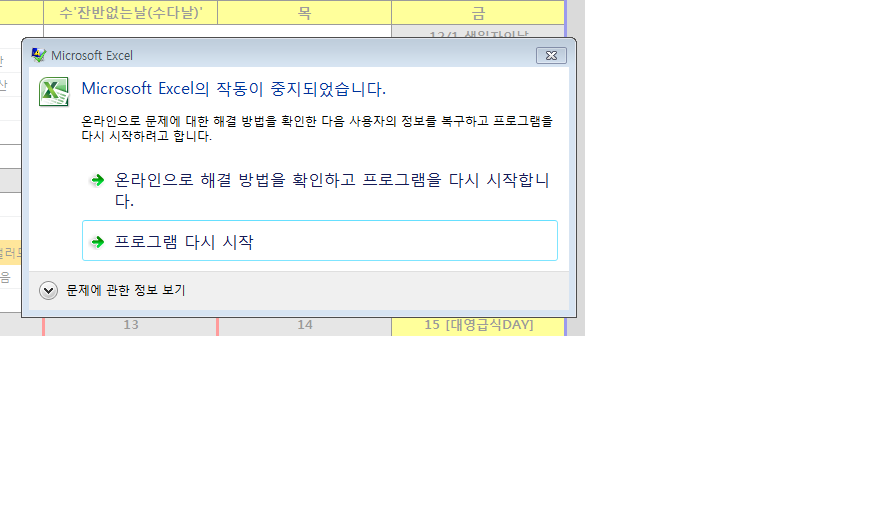 수'잔반없는날(수다날)' 목 금
Microsoft Excel
Microsoft Excel의 작동이 중지되었습니다.
온라인으로 문제에 대한 해결 방법을 확인한 다음 사용자의 정보를 복구하고 프로그램을
다시 시작하려고 합니다.
산
온라인으로 해결 방법을 확인하고 프로그램을 다시 시작합니
다.
프로그램 다시 시작
음
문제에 관한 정보 보기
13 14 15 [대영급식DAY]